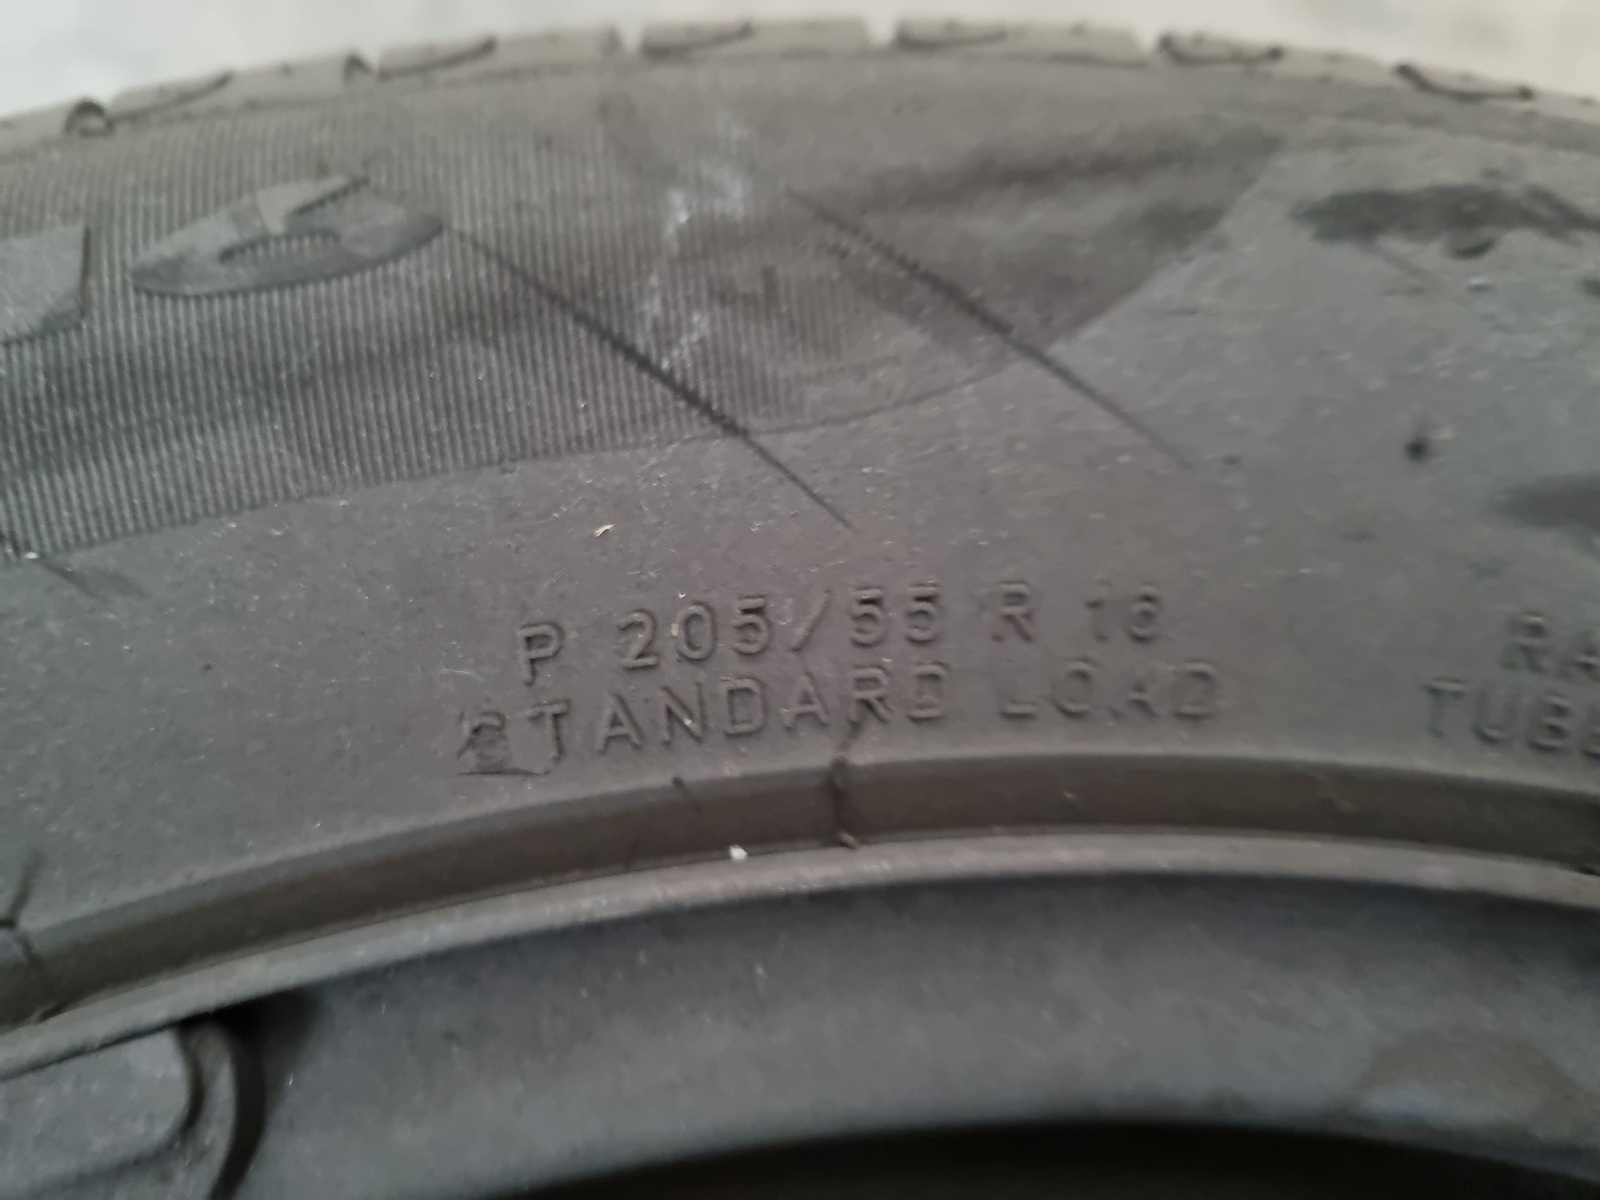 P 205/55 R 16
STANDARD LOAD